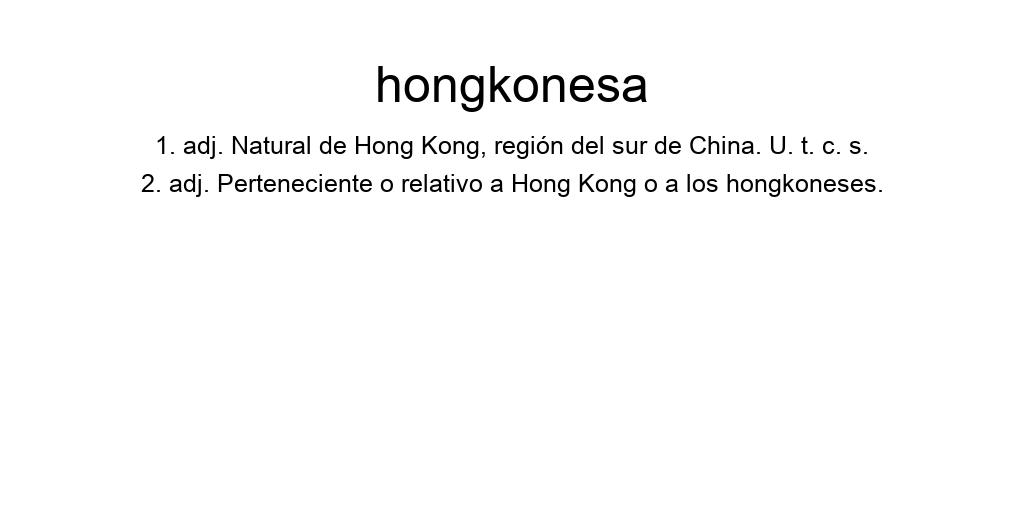 hongkonesa
1. adj. Natural de Hong Kong, región del sur de China. U. t. c. s.
2. adj. Perteneciente o relativo a Hong Kong o a los hongkoneses.